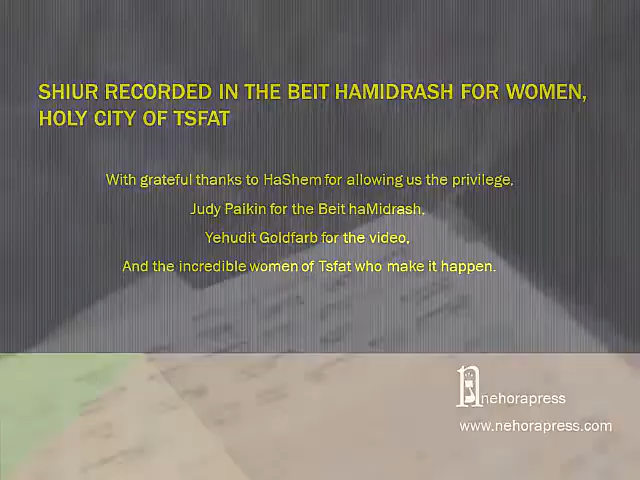 SHIUR RECORDED IN THE BEIT HAMIDRASH FOR WOMEN,
HOLY CITY OF TSFAT
With grateful thanks to HaShem for allowing us the privilege,
Judy Paikin for the Beit haMidrash,
Yehudit Goldfarb for the video,
And the incredible women of Tsfat who make it happen.
nehorapress
www.nehorapress.com